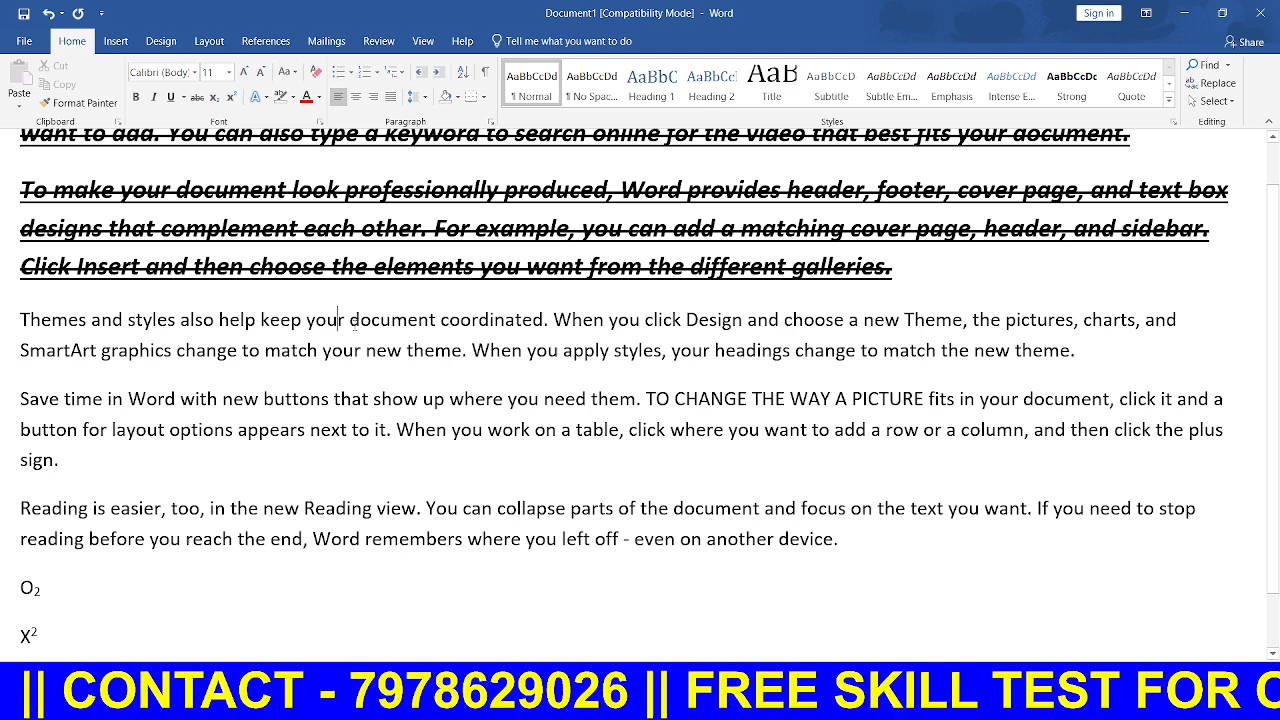 Document1 [Compatibility Mode] - Word
Sign in
File Home Insert Design Layout References Mailings Review View Help Tell me what you want to do Share
Paste
Cut
Copy
Format Painter
Clipboard
Calibri (Body) 11
Font
Paragraph
AaBbCcDd AaBbCcDd AaBbC AaBbCc AaB AaBbCcD AaBbCcDd AaBbCcDd AaBbCcDd AaBbCcDc AaBbCcDd
¶ Normal ¶ No Spac... Heading 1 Heading 2 Title Subtitle Subtle Em... Emphasis Intense E... Strong Quote
Styles
Find
Replace
Select
Editing
want to add. You can also type a keyword to search online for the video that best fits your document.
To make your document look professionally produced, Word provides header, footer, cover page, and text box
designs that complement each other. For example, you can add a matching cover page, header, and sidebar.
Click Insert and then choose the elements you want from the different galleries.
Themes and styles also help keep your document coordinated. When you click Design and choose a new Theme, the pictures, charts, and
SmartArt graphics change to match your new theme. When you apply styles, your headings change to match the new theme.
Save time in Word with new buttons that show up where you need them. TO CHANGE THE WAY A PICTURE fits in your document, click it and a
button for layout options appears next to it. When you work on a table, click where you want to add a row or a column, and then click the plus
sign.
Reading is easier, too, in the new Reading view. You can collapse parts of the document and focus on the text you want. If you need to stop
reading before you reach the end, Word remembers where you left off - even on another device.
O₂
X²
|| CONTACT - 7978629026 || FREE SKILL TEST FOR